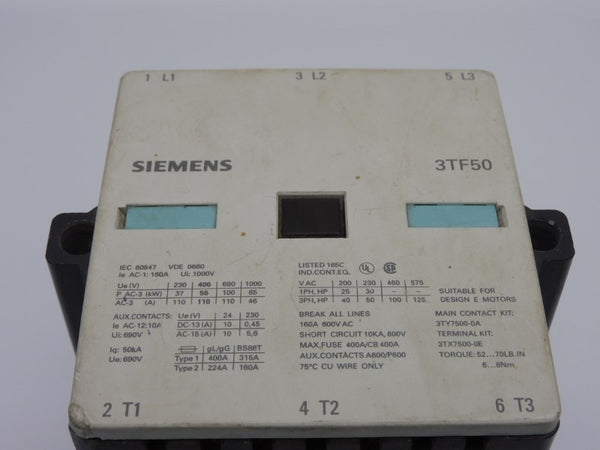 1 L1 3 L2 5 L3
SIEMENS 3TF50
IEC 60947 VDE 0660
Ie AC-1: 160A Ui: 1000V
Ue (V) 230 400 690 1000
P AC-3 (kW) 37 55 100 65
AC-3 (A) 110 110 110 46
AUX.CONTACTS: Ue (V) 24 230
Ie AC-12:10A DC-13 (A) 10 0,45
Ui: 690V AC-15 (A) 10 5,6
Iq: 50kA gL/gG BS88T
Ue: 690V Type 1 400A 315A
Type 2 224A 160A
LISTED 165C UL SA
IND.CONT.EQ.
V AC 200 230 460 575
1PH, HP 25 30 – –
3PH, HP 40 50 100 125
BREAK ALL LINES
160A 600V AC
SHORT CIRCUIT 10KA, 600V
MAX.FUSE 400A/CB 400A
AUX.CONTACTS A600/P600
75°C CU WIRE ONLY
SUITABLE FOR
DESIGN E MOTORS
MAIN CONTACT KIT:
3TY7500-0A
TERMINAL KIT:
3TX7500-0E
TORQUE: 52...70LB.IN
6...8Nm
2 T1 4 T2 6 T3